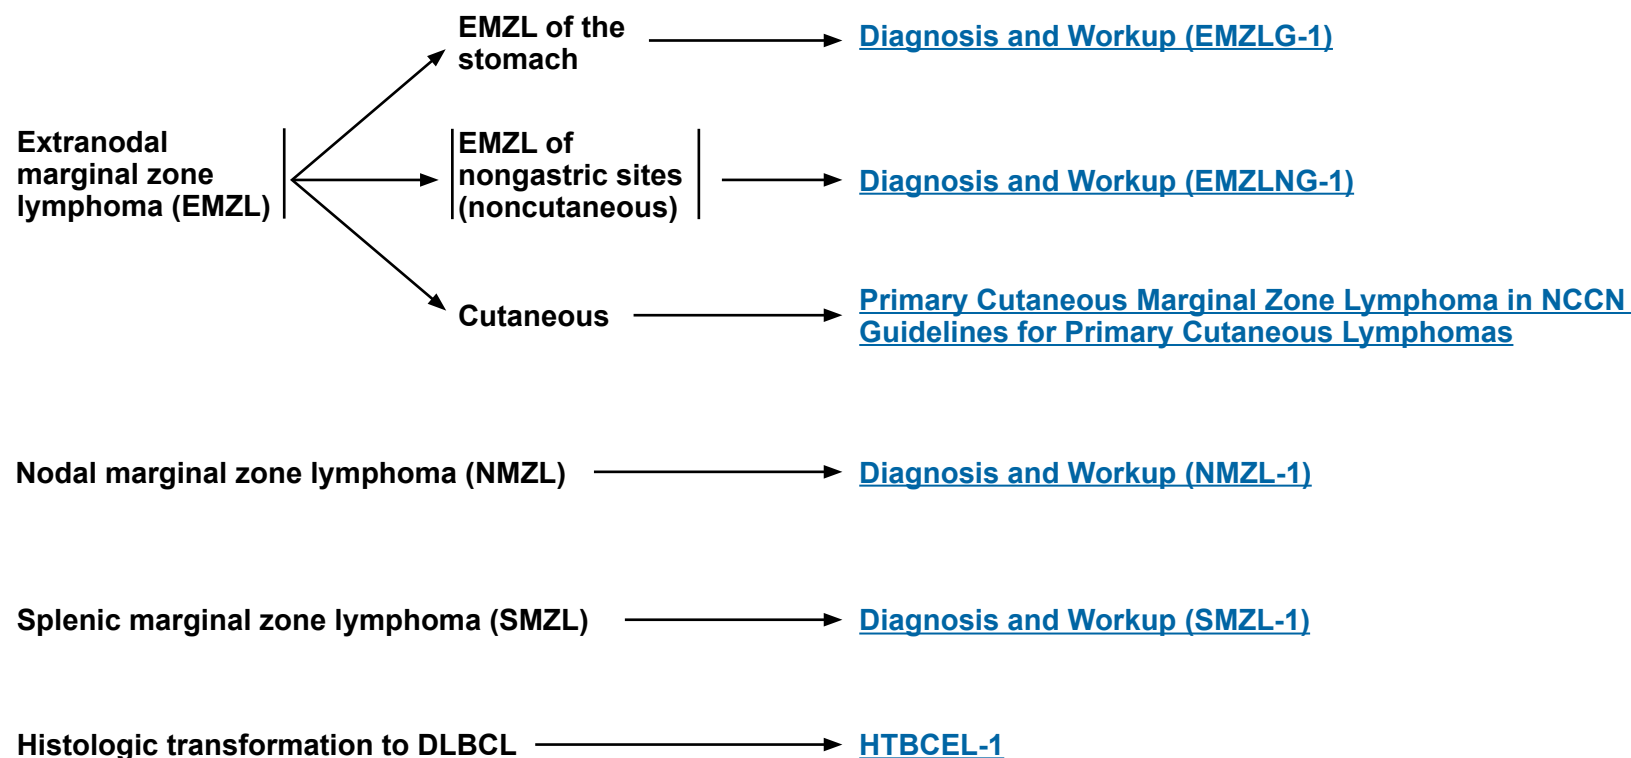 EMZL of the
stomach
Diagnosis and Workup (EMZLG-1)
Extranodal
marginal zone
lymphoma (EMZL)
EMZL of
nongastric sites
(noncutaneous)
Diagnosis and Workup (EMZLNG-1)
Cutaneous
Primary Cutaneous Marginal Zone Lymphoma in NCCN
Guidelines for Primary Cutaneous Lymphomas
Nodal marginal zone lymphoma (NMZL)
Diagnosis and Workup (NMZL-1)
Splenic marginal zone lymphoma (SMZL)
Diagnosis and Workup (SMZL-1)
Histologic transformation to DLBCL
HTBCEL-1